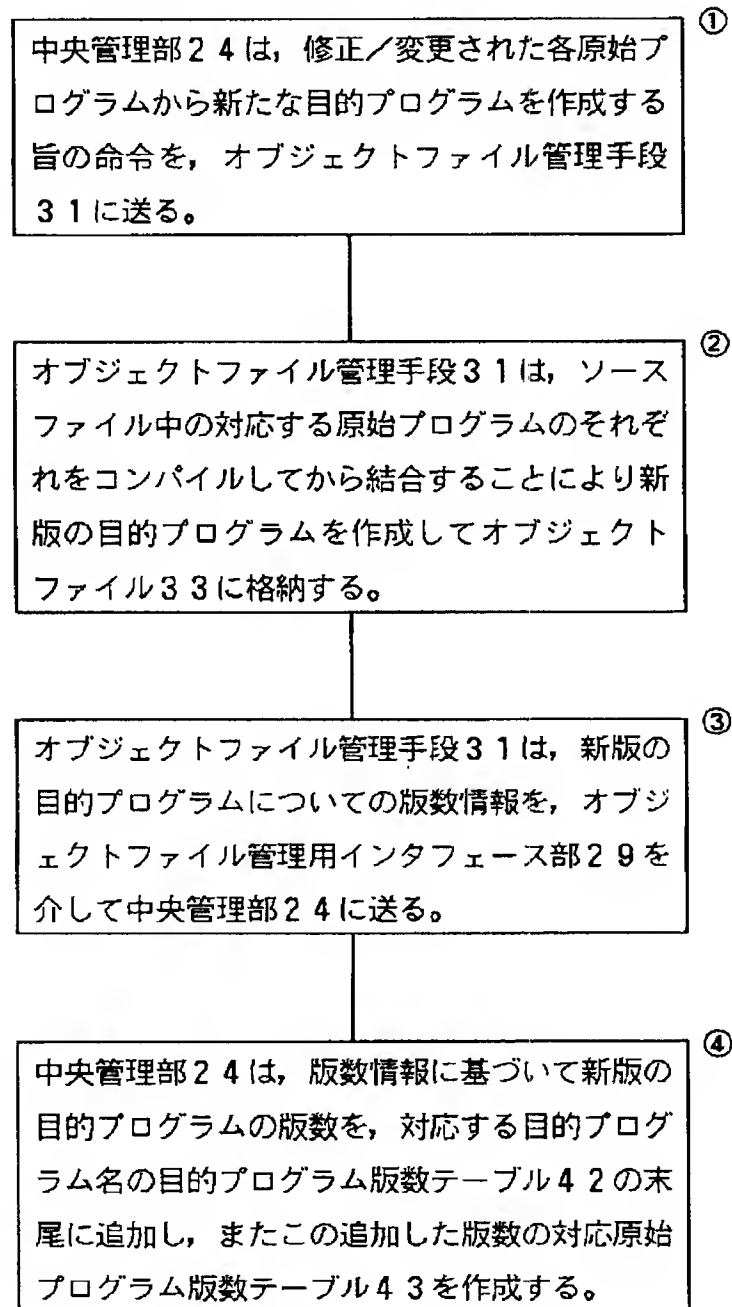 ①
中央管理部24は，修正／変更された各原始プ
ログラムから新たな目的プログラムを作成する
旨の命令を，オブジェクトファイル管理手段
31に送る。
②
オブジェクトファイル管理手段31は，ソース
ファイル中の対応する原始プログラムのそれぞ
れをコンパイルしてから結合することにより新
版の目的プログラムを作成してオブジェクト
ファイル33に格納する。
③
オブジェクトファイル管理手段31は，新版の
目的プログラムについての版数情報を，オブジ
ェクトファイル管理用インタフェース部29を
介して中央管理部24に送る。
④
中央管理部24は，版数情報に基づいて新版の
目的プログラムの版数を，対応する目的プログ
ラム名の目的プログラム版数テーブル42の末
尾に追加し，またこの追加した版数の対応原始
プログラム版数テーブル43を作成する。